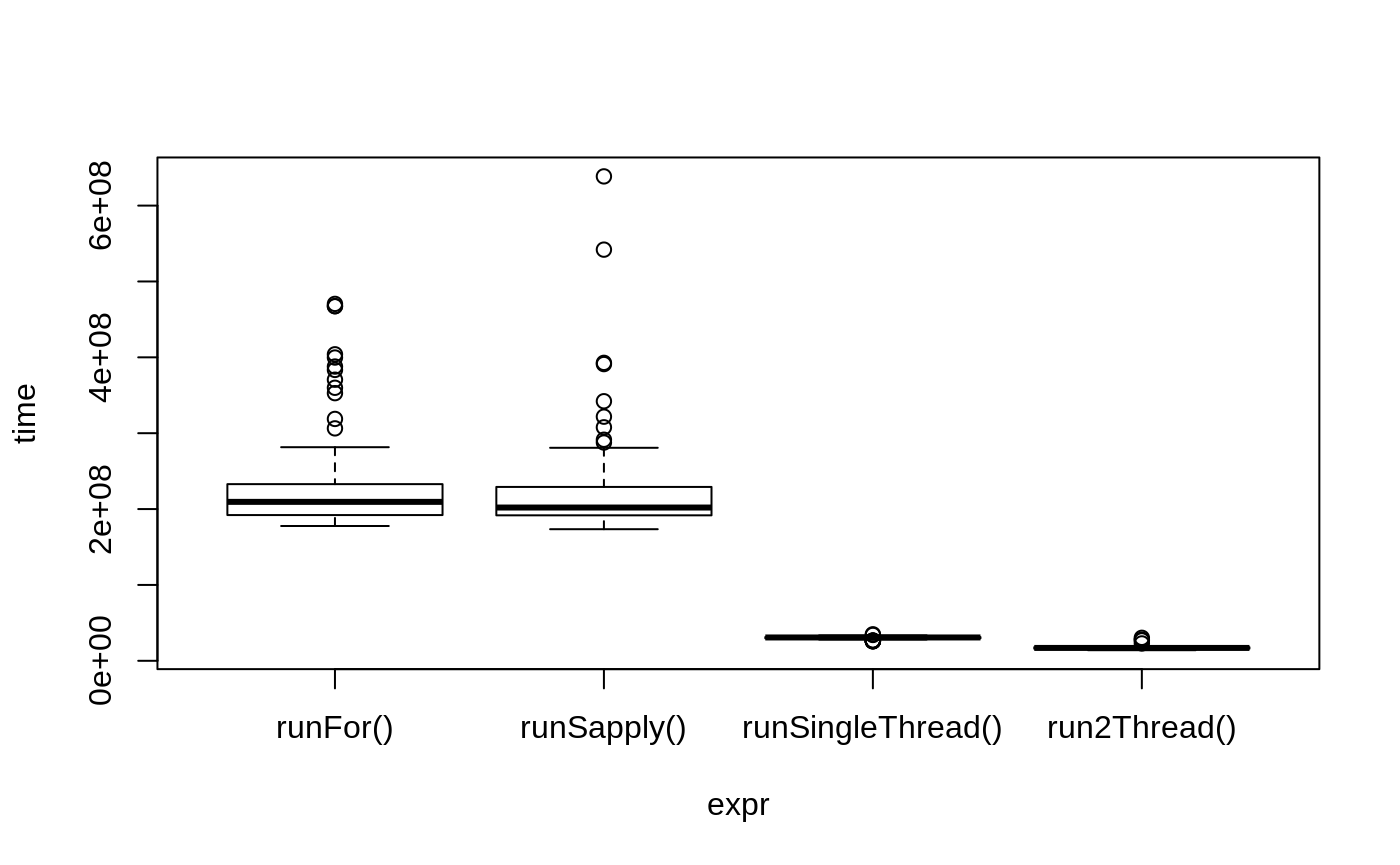 6e+08
4e+08
2e+08
0e+00
time
runFor()
runSapply()
runSingleThread()
run2Thread()
expr